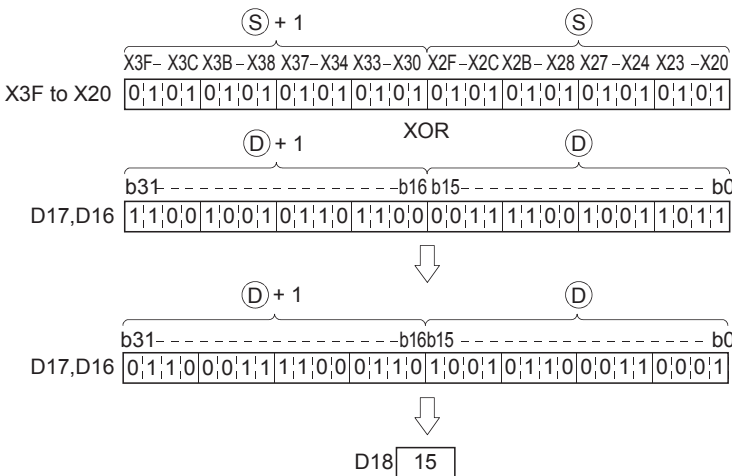 Ⓢ + 1 Ⓢ
X3F– X3C X3B – X38 X37–X34 X33–X30 X2F–X2C X2B– X28 X27 –X24 X23 –X20
X3F to X20 0 1 0 1 0 1 0 1 0 1 0 1 0 1 0 1 0 1 0 1 0 1 0 1 0 1 0 1 0 1 0 1
XOR
Ⓓ + 1 Ⓓ
b31 b16 b15 b0
D17,D16 1 1 0 0 1 0 0 1 0 1 1 0 1 1 0 0 0 0 1 1 1 1 0 0 1 0 0 1 1 0 1 1
Ⓓ + 1 Ⓓ
b31 b16 b15 b0
D17,D16 0 1 1 0 0 0 1 1 1 1 0 0 0 1 1 0 1 0 0 1 0 1 1 0 0 0 1 1 0 0 0 1
D18 15